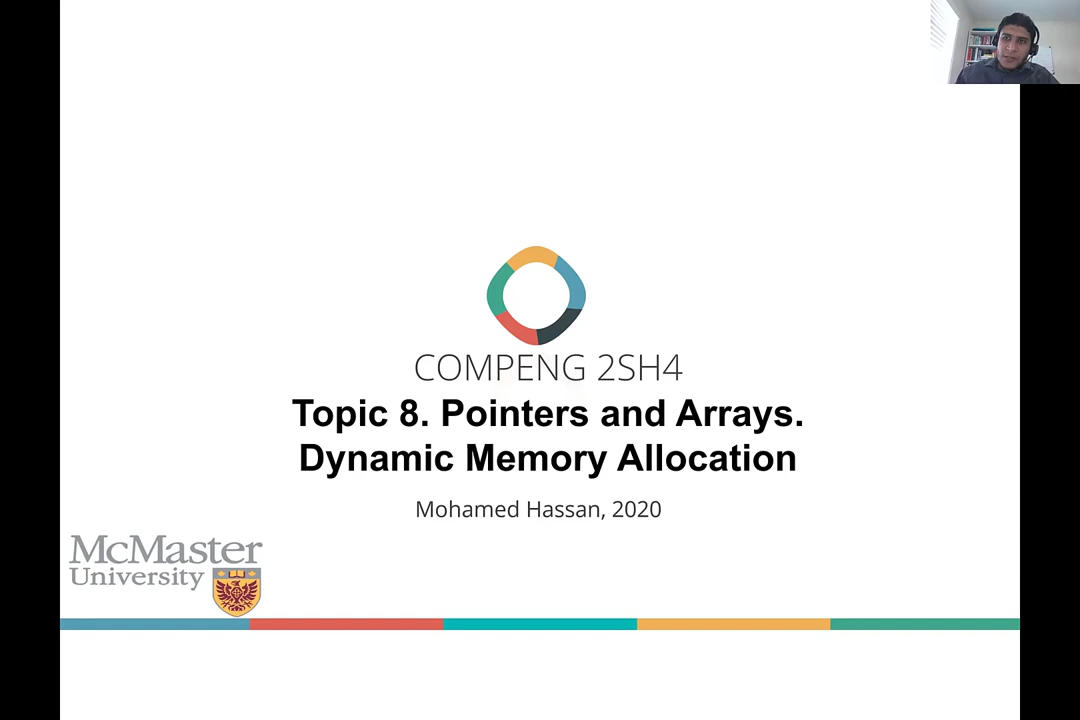 COMPENG 2SH4
Topic 8. Pointers and Arrays.
Dynamic Memory Allocation
Mohamed Hassan, 2020
McMaster
University